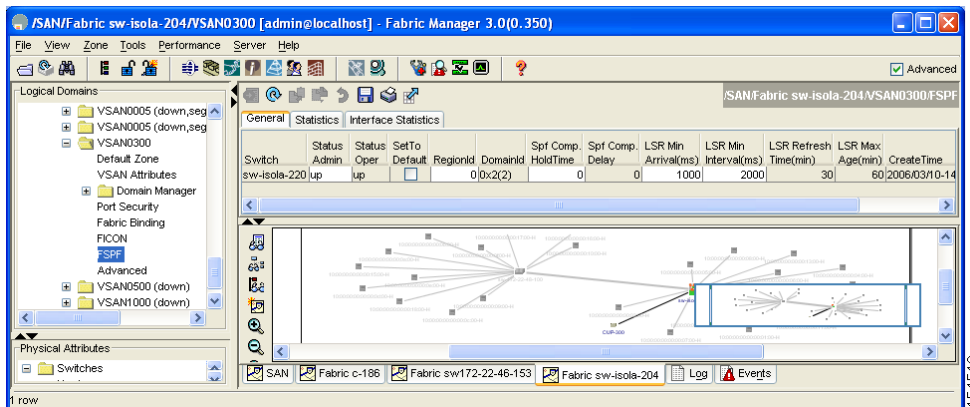 /SAN/Fabric sw-isola-204/VSAN0300 [admin@localhost] - Fabric Manager 3.0(0.350)
File View Zone Tools Performance Server Help
Advanced
Logical Domains
VSAN0005 (down,seg
VSAN0005 (down,seg
VSAN0300
Default Zone
VSAN Attributes
Domain Manager
Port Security
Fabric Binding
FICON
FSPF
Advanced
VSAN0500 (down)
VSAN1000 (down)
Physical Attributes
Switches
/SAN/Fabric sw-isola-204/VSAN0300/FSPF
General Statistics Interface Statistics
Switch Status Admin Status Oper SetTo Default RegionId DomainId Spf Comp. HoldTime Spf Comp. Delay LSR Min Arrival(ms) LSR Min Interval(ms) LSR Refresh Time(min) LSR Max Age(min) CreateTime
sw-isola-220 up up 0 0x2(2) 0 0 1000 2000 30 60 2006/03/10-14
CUP-300
SAN Fabric c-186 Fabric sw172-22-46-153 Fabric sw-isola-204 Log Events
1 row